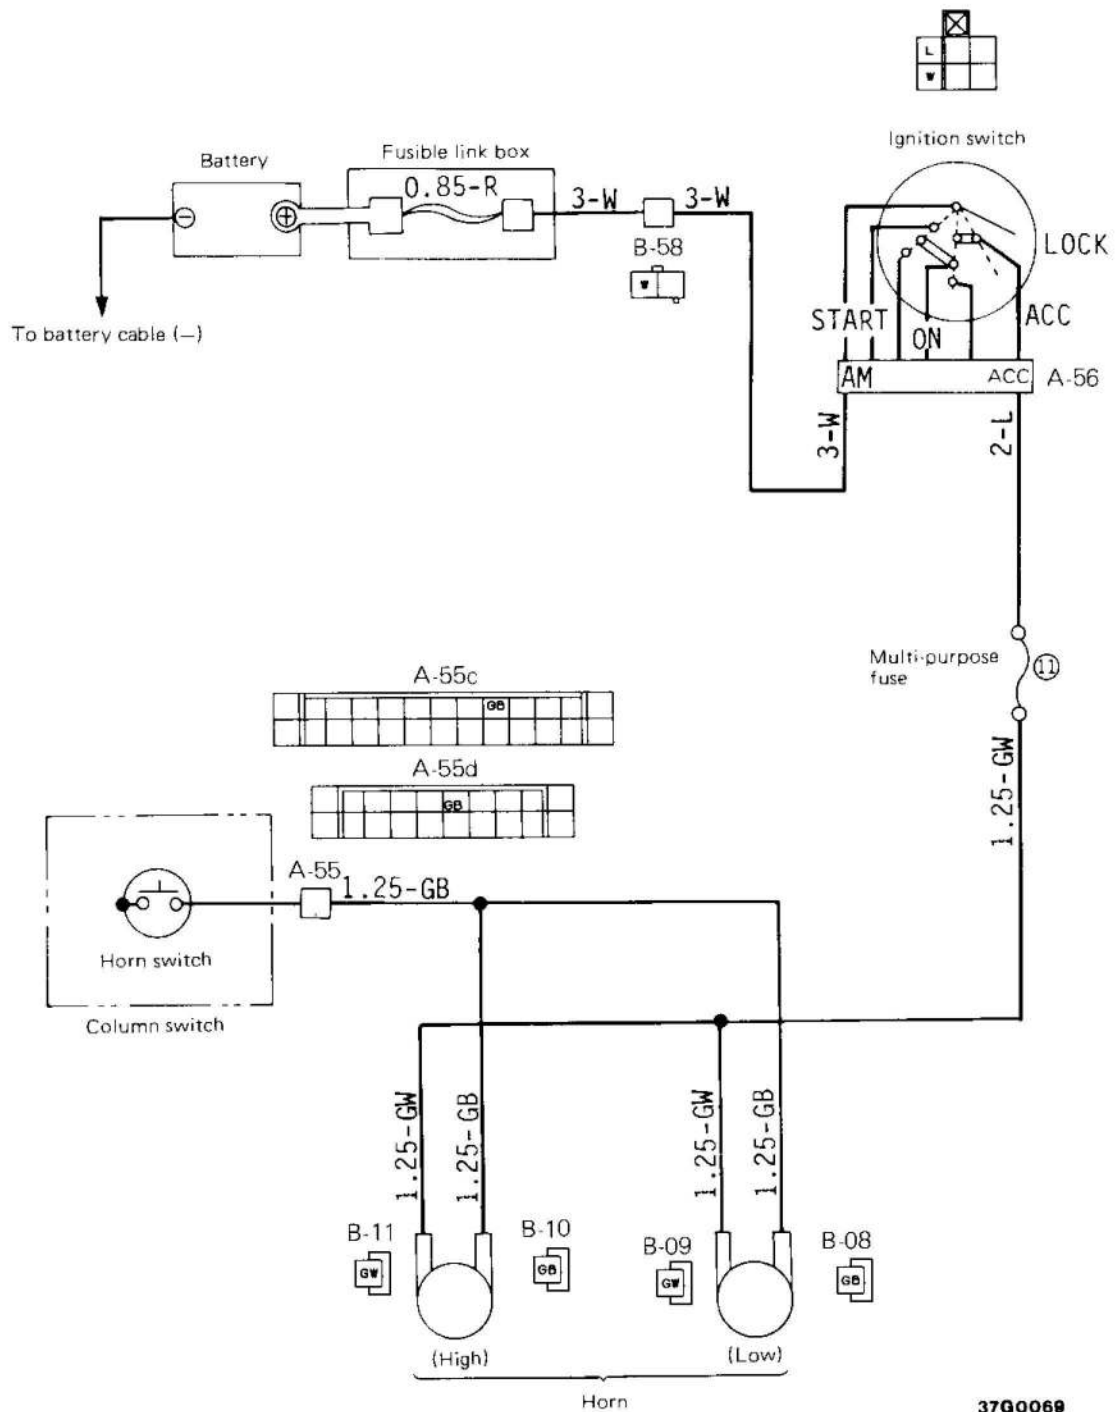 L
W
Ignition switch
Battery
Fusible link box
0.85-R
3-W
3-W
B-58
W
LOCK
To battery cable (−)
START
ON
ACC
AM
ACC
A-56
3-W
2-L
Multi-purpose
fuse
11
A-55c
GB
1.25-GW
A-55d
GB
A-55
1.25-GB
Horn switch
Column switch
1.25-GW
1.25-GB
1.25-GW
1.25-GB
B-11
GW
B-10
GB
B-09
GW
B-08
GB
(High)
(Low)
Horn
37G0069